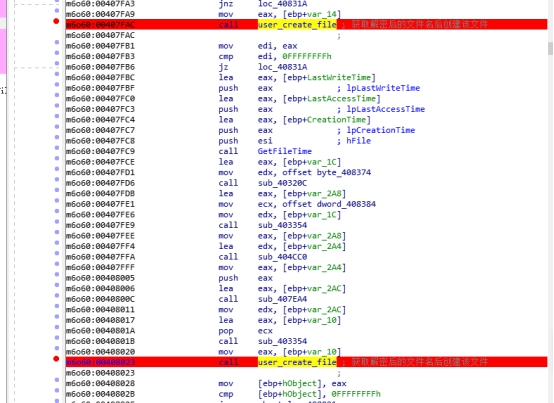 m6o60:00407FA3 jnz loc_40831A
m6o60:00407FA9 mov eax, [ebp+var_14]
m6o60:00407FAC call user_create_file ; 获取解密后的文件名后创建该文件
m6o60:00407FAC ;
m6o60:00407FB1 mov edi, eax
m6o60:00407FB3 cmp edi, 0FFFFFFFFh
m6o60:00407FB6 jz loc_40831A
m6o60:00407FBC lea eax, [ebp+LastWriteTime]
m6o60:00407FBF push eax ; lpLastWriteTime
m6o60:00407FC0 lea eax, [ebp+LastAccessTime]
m6o60:00407FC3 push eax ; lpLastAccessTime
m6o60:00407FC4 lea eax, [ebp+CreationTime]
m6o60:00407FC7 push eax ; lpCreationTime
m6o60:00407FC8 push esi ; hFile
m6o60:00407FC9 call GetFileTime
m6o60:00407FCE lea eax, [ebp+var_1C]
m6o60:00407FD1 mov edx, offset byte_408374
m6o60:00407FD6 call sub_40320C
m6o60:00407FDB lea eax, [ebp+var_2A8]
m6o60:00407FE1 mov ecx, offset dword_408384
m6o60:00407FE6 mov edx, [ebp+var_1C]
m6o60:00407FE9 call sub_403354
m6o60:00407FEE mov eax, [ebp+var_2A8]
m6o60:00407FF4 lea edx, [ebp+var_2A4]
m6o60:00407FFA call sub_404CC0
m6o60:00407FFF mov eax, [ebp+var_2A4]
m6o60:00408005 push eax
m6o60:00408006 lea eax, [ebp+var_2AC]
m6o60:0040800C call sub_407EA4
m6o60:00408011 mov edx, [ebp+var_2AC]
m6o60:00408017 lea eax, [ebp+var_10]
m6o60:0040801A pop ecx
m6o60:0040801B call sub_403354
m6o60:00408020 mov eax, [ebp+var_10]
m6o60:00408023 call user_create_file ; 获取解密后的文件名后创建该文件
m6o60:00408023 ;
m6o60:00408028 mov [ebp+hObject], eax
m6o60:0040802B cmp [ebp+hObject], 0FFFFFFFFh